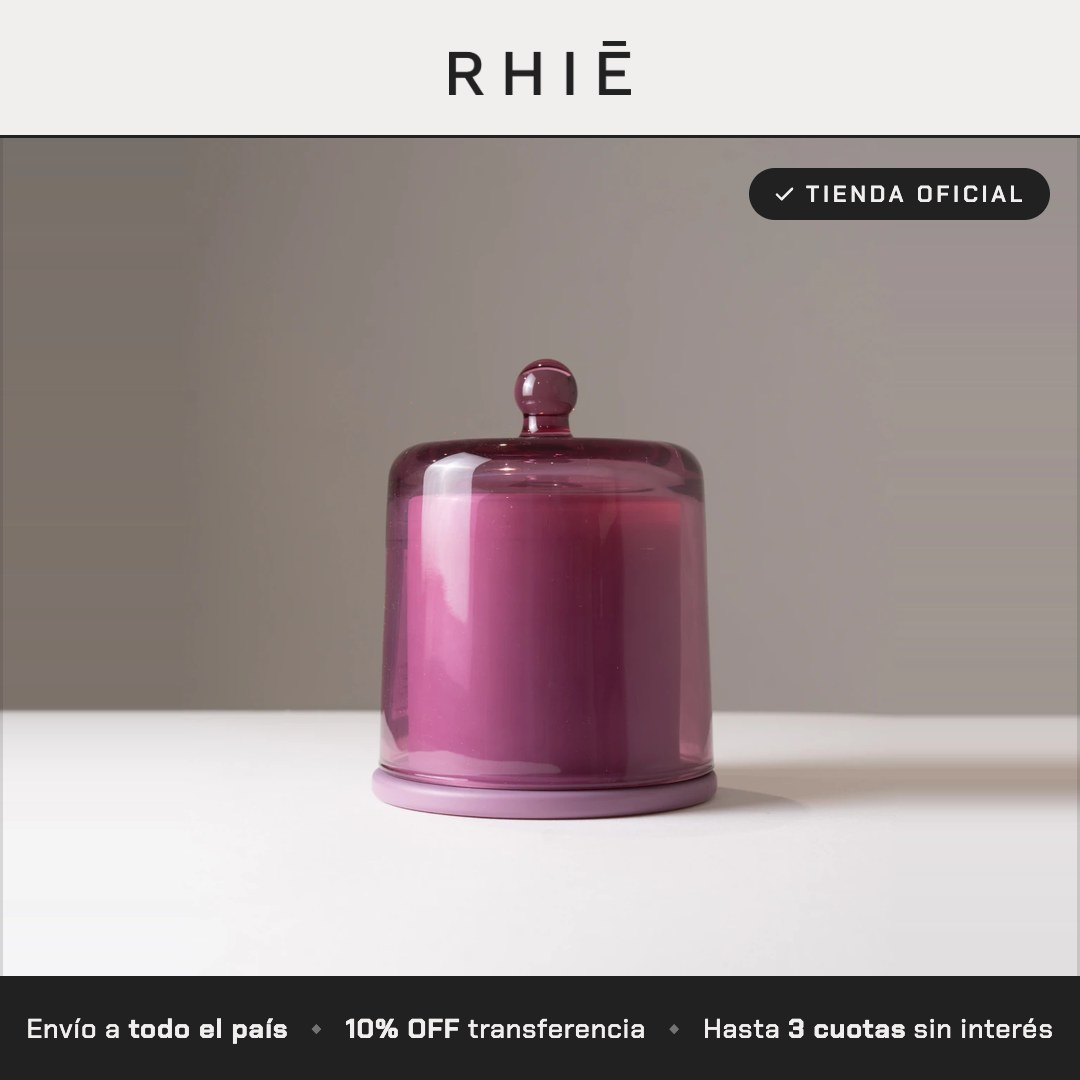 RHIĒ
✓ TIENDA OFICIAL
Envío a todo el país ◆ 10% OFF transferencia ◆ Hasta 3 cuotas sin interés